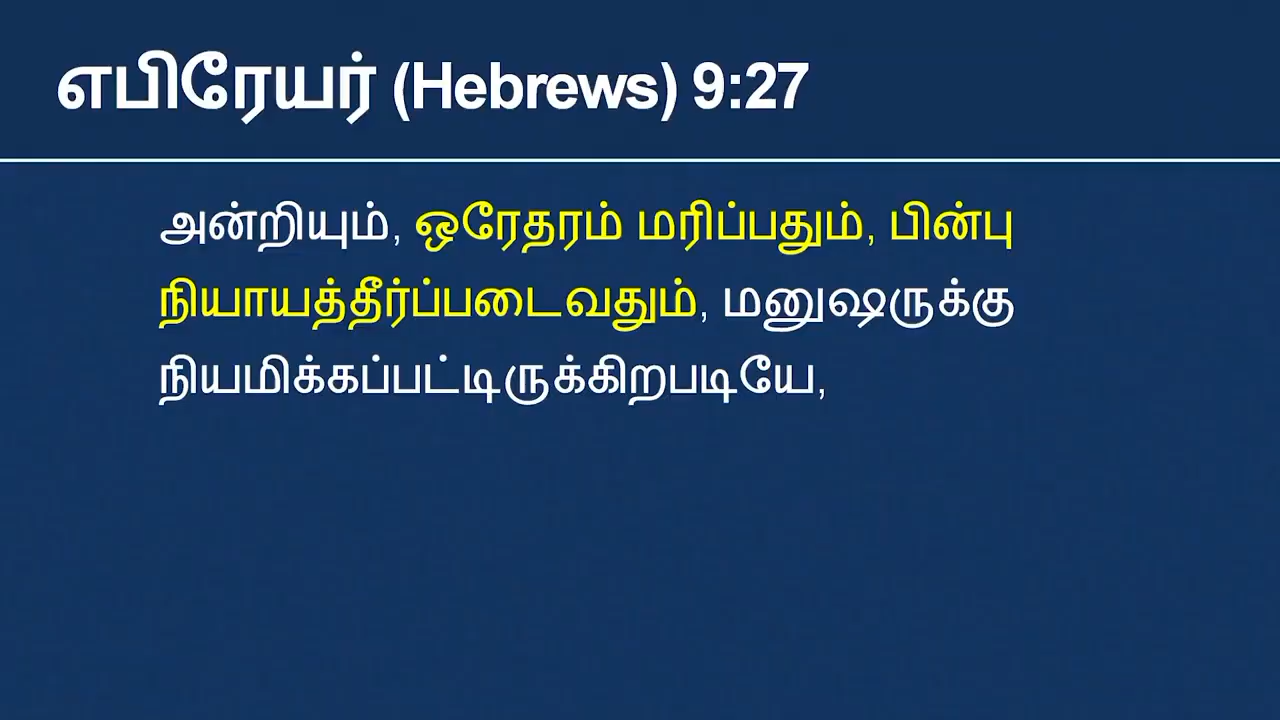 எபிரேயர் (Hebrews) 9:27
அன்றியும், ஒரேதரம் மரிப்பதும், பின்பு
நியாயத்தீர்ப்படைவதும், மனுஷருக்கு
நியமிக்கப்பட்டிருக்கிறபடியே,